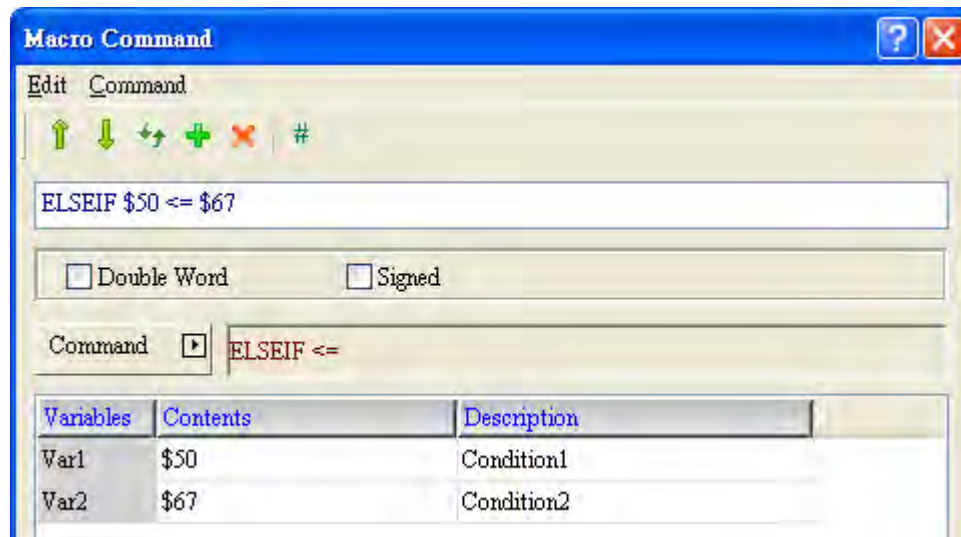 Macro Command
Edit Command
#
ELSEIF $50 <= $67
Double Word Signed
Command ELSEIF <=
Variables Contents Description
Var1 $50 Condition1
Var2 $67 Condition2